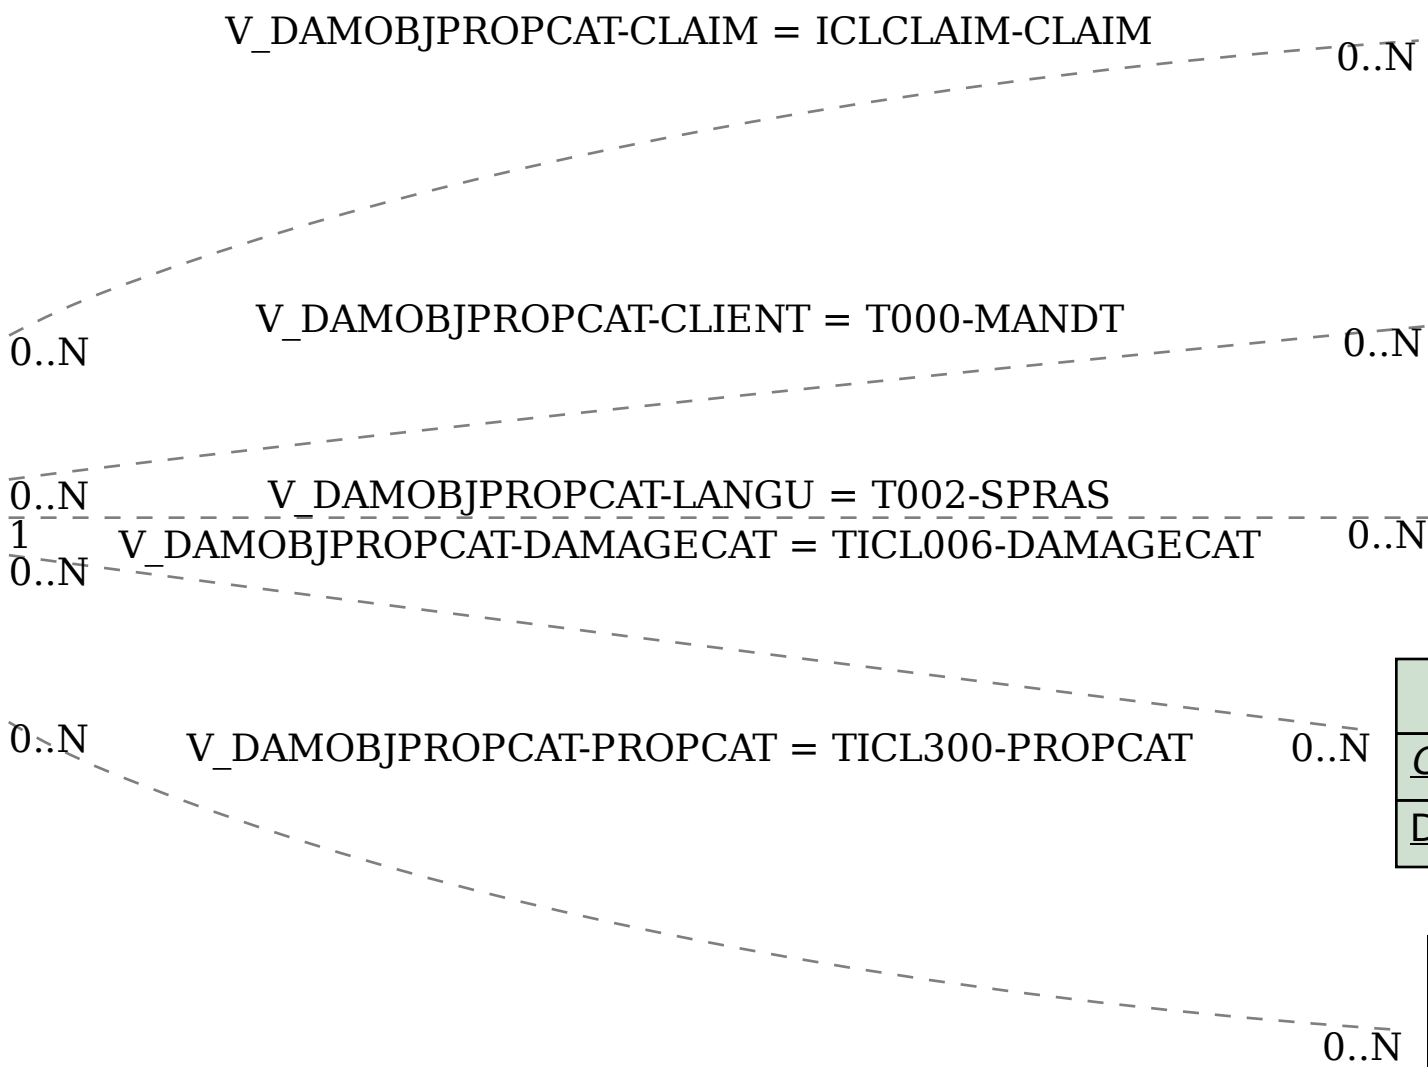 V_DAMOBJPROPCAT-CLAIM = ICLCLAIM-CLAIM
0..N
0..N
V_DAMOBJPROPCAT-CLIENT = T000-MANDT
0..N
0..N
V_DAMOBJPROPCAT-LANGU = T002-SPRAS
1
0..N
V_DAMOBJPROPCAT-DAMAGECAT = TICL006-DAMAGECAT
0..N
0..N
V_DAMOBJPROPCAT-PROPCAT = TICL300-PROPCAT
0..N
0..N